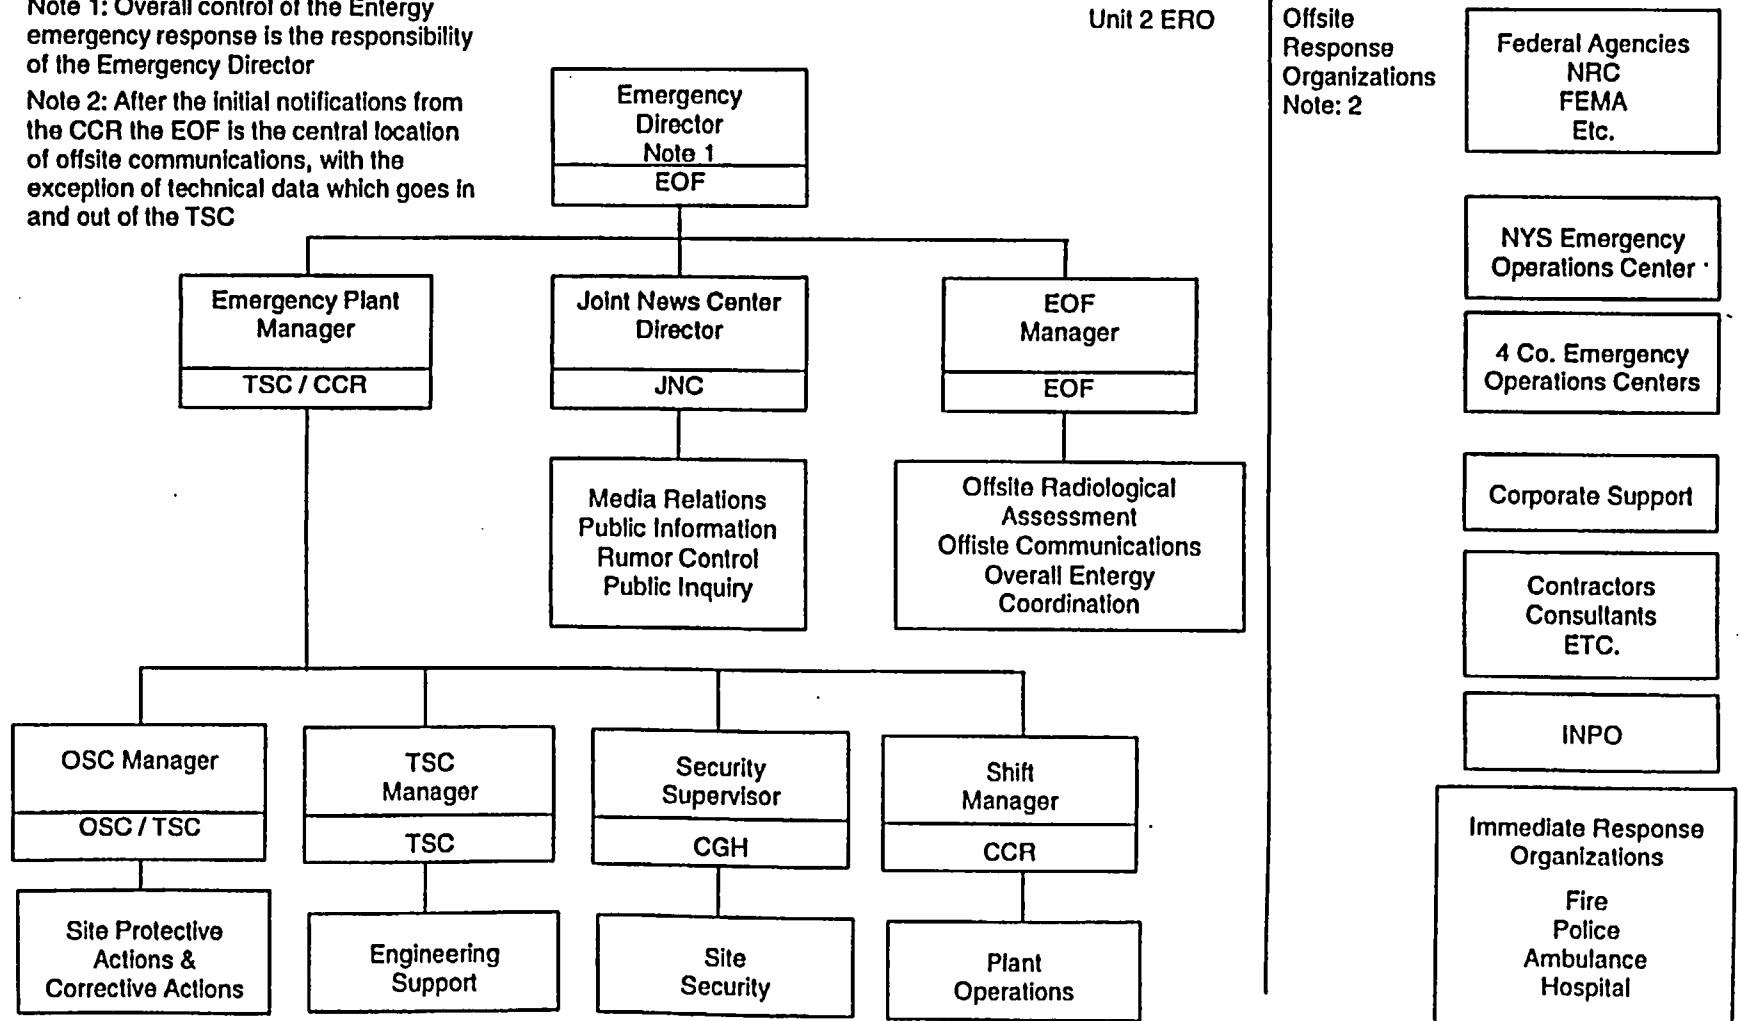 Note 1: Overall control of the Entergy
emergency response is the responsibility
of the Emergency Director
Note 2: After the initial notifications from
the CCR the EOF is the central location
of offsite communications, with the
exception of technical data which goes in
and out of the TSC
Unit 2 ERO
Emergency
Director
Note 1
EOF
Emergency Plant
Manager
TSC / CCR
Joint News Center
Director
JNC
EOF
Manager
EOF
Media Relations
Public Information
Rumor Control
Public Inquiry
Offsite Radiological
Assessment
Offiste Communications
Overall Entergy
Coordination
OSC Manager
OSC / TSC
TSC
Manager
TSC
Security
Supervisor
CGH
Shift
Manager
CCR
Site Protective
Actions &
Corrective Actions
Engineering
Support
Site
Security
Plant
Operations
Offsite
Response
Organizations
Note: 2
Federal Agencies
NRC
FEMA
Etc.
NYS Emergency
Operations Center
4 Co. Emergency
Operations Centers
Corporate Support
Contractors
Consultants
ETC.
INPO
Immediate Response
Organizations
Fire
Police
Ambulance
Hospital